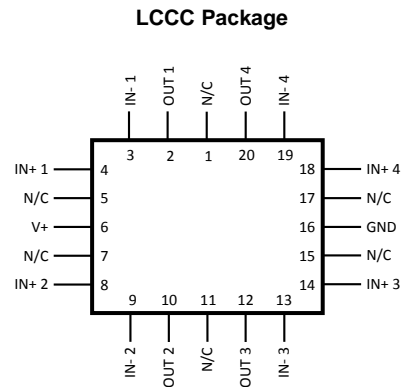 LCCC Package
IN- 1
OUT 1
N/C
OUT 4
IN- 4
3
2
1
20
19
IN+ 1
4
18
IN+ 4
N/C
5
17
N/C
V+
6
16
GND
N/C
7
15
N/C
IN+ 2
8
14
IN+ 3
9
10
11
12
13
IN- 2
OUT 2
N/C
OUT 3
IN- 3